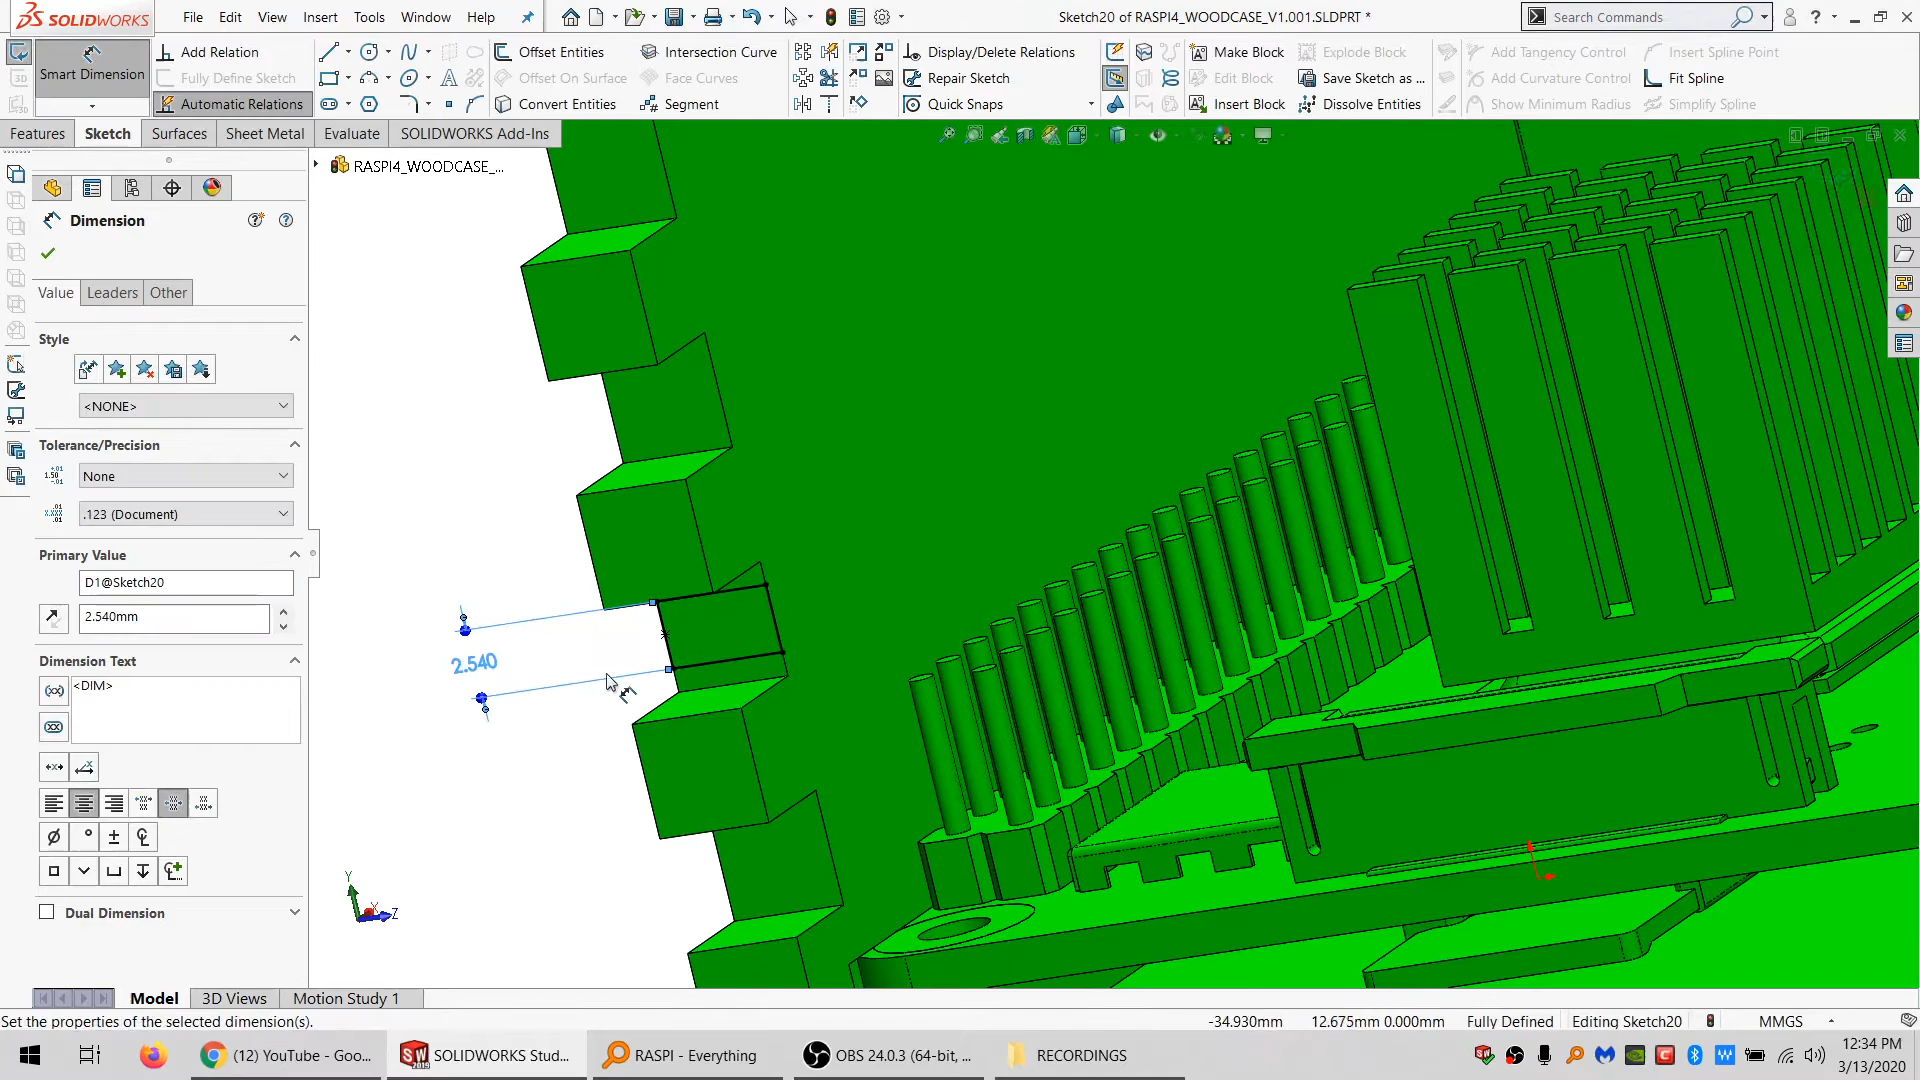 SOLIDWORKS
File Edit View Insert Tools Window Help
Sketch20 of RASPI4_WOODCASE_V1.001.SLDPRT *
Search Commands
Smart Dimension
Add Relation
Fully Define Sketch
Automatic Relations
Offset Entities
Offset On Surface
Convert Entities
Intersection Curve
Face Curves
Segment
Display/Delete Relations
Repair Sketch
Quick Snaps
Make Block
Edit Block
Insert Block
Explode Block
Save Sketch as ...
Dissolve Entities
Add Tangency Control
Add Curvature Control
Show Minimum Radius
Insert Spline Point
Fit Spline
Simplify Spline
Features Sketch Surfaces Sheet Metal Evaluate SOLIDWORKS Add-Ins
RASPI4_WOODCASE_...
Dimension
Value Leaders Other
Style
<NONE>
Tolerance/Precision
None
.123 (Document)
Primary Value
D1@Sketch20
2.540mm
Dimension Text
<DIM>
Dual Dimension
2.540
Y
X
Z
Model 3D Views Motion Study 1
Set the properties of the selected dimension(s).
-34.930mm 12.675mm 0.000mm Fully Defined Editing Sketch20 MMGS
(12) YouTube - Goo...
SOLIDWORKS Stud...
RASPI - Everything
OBS 24.0.3 (64-bit, ...
RECORDINGS
12:34 PM
3/13/2020